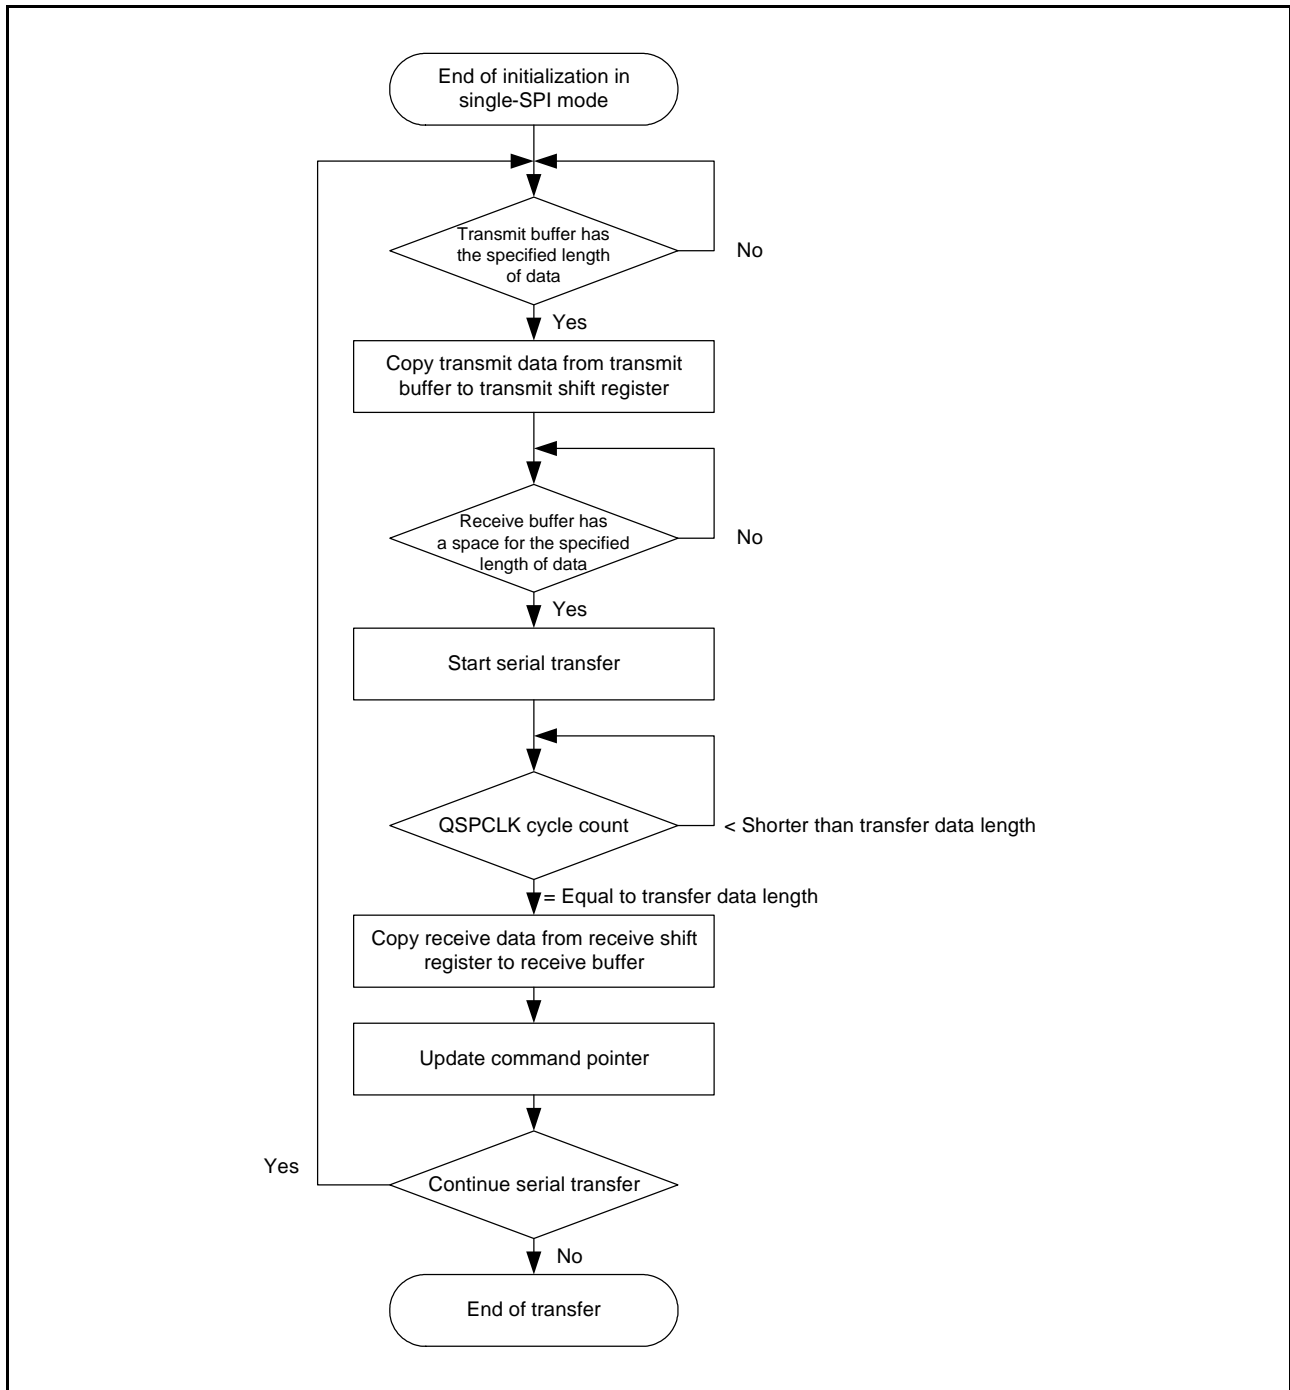 End of initialization in
single-SPI mode
Transmit buffer has
the specified length
of data
No
Yes
Copy transmit data from transmit
buffer to transmit shift register
Receive buffer has
a space for the specified
length of data
No
Yes
Start serial transfer
QSPCLK cycle count
< Shorter than transfer data length
= Equal to transfer data length
Copy receive data from receive shift
register to receive buffer
Update command pointer
Yes
Continue serial transfer
No
End of transfer